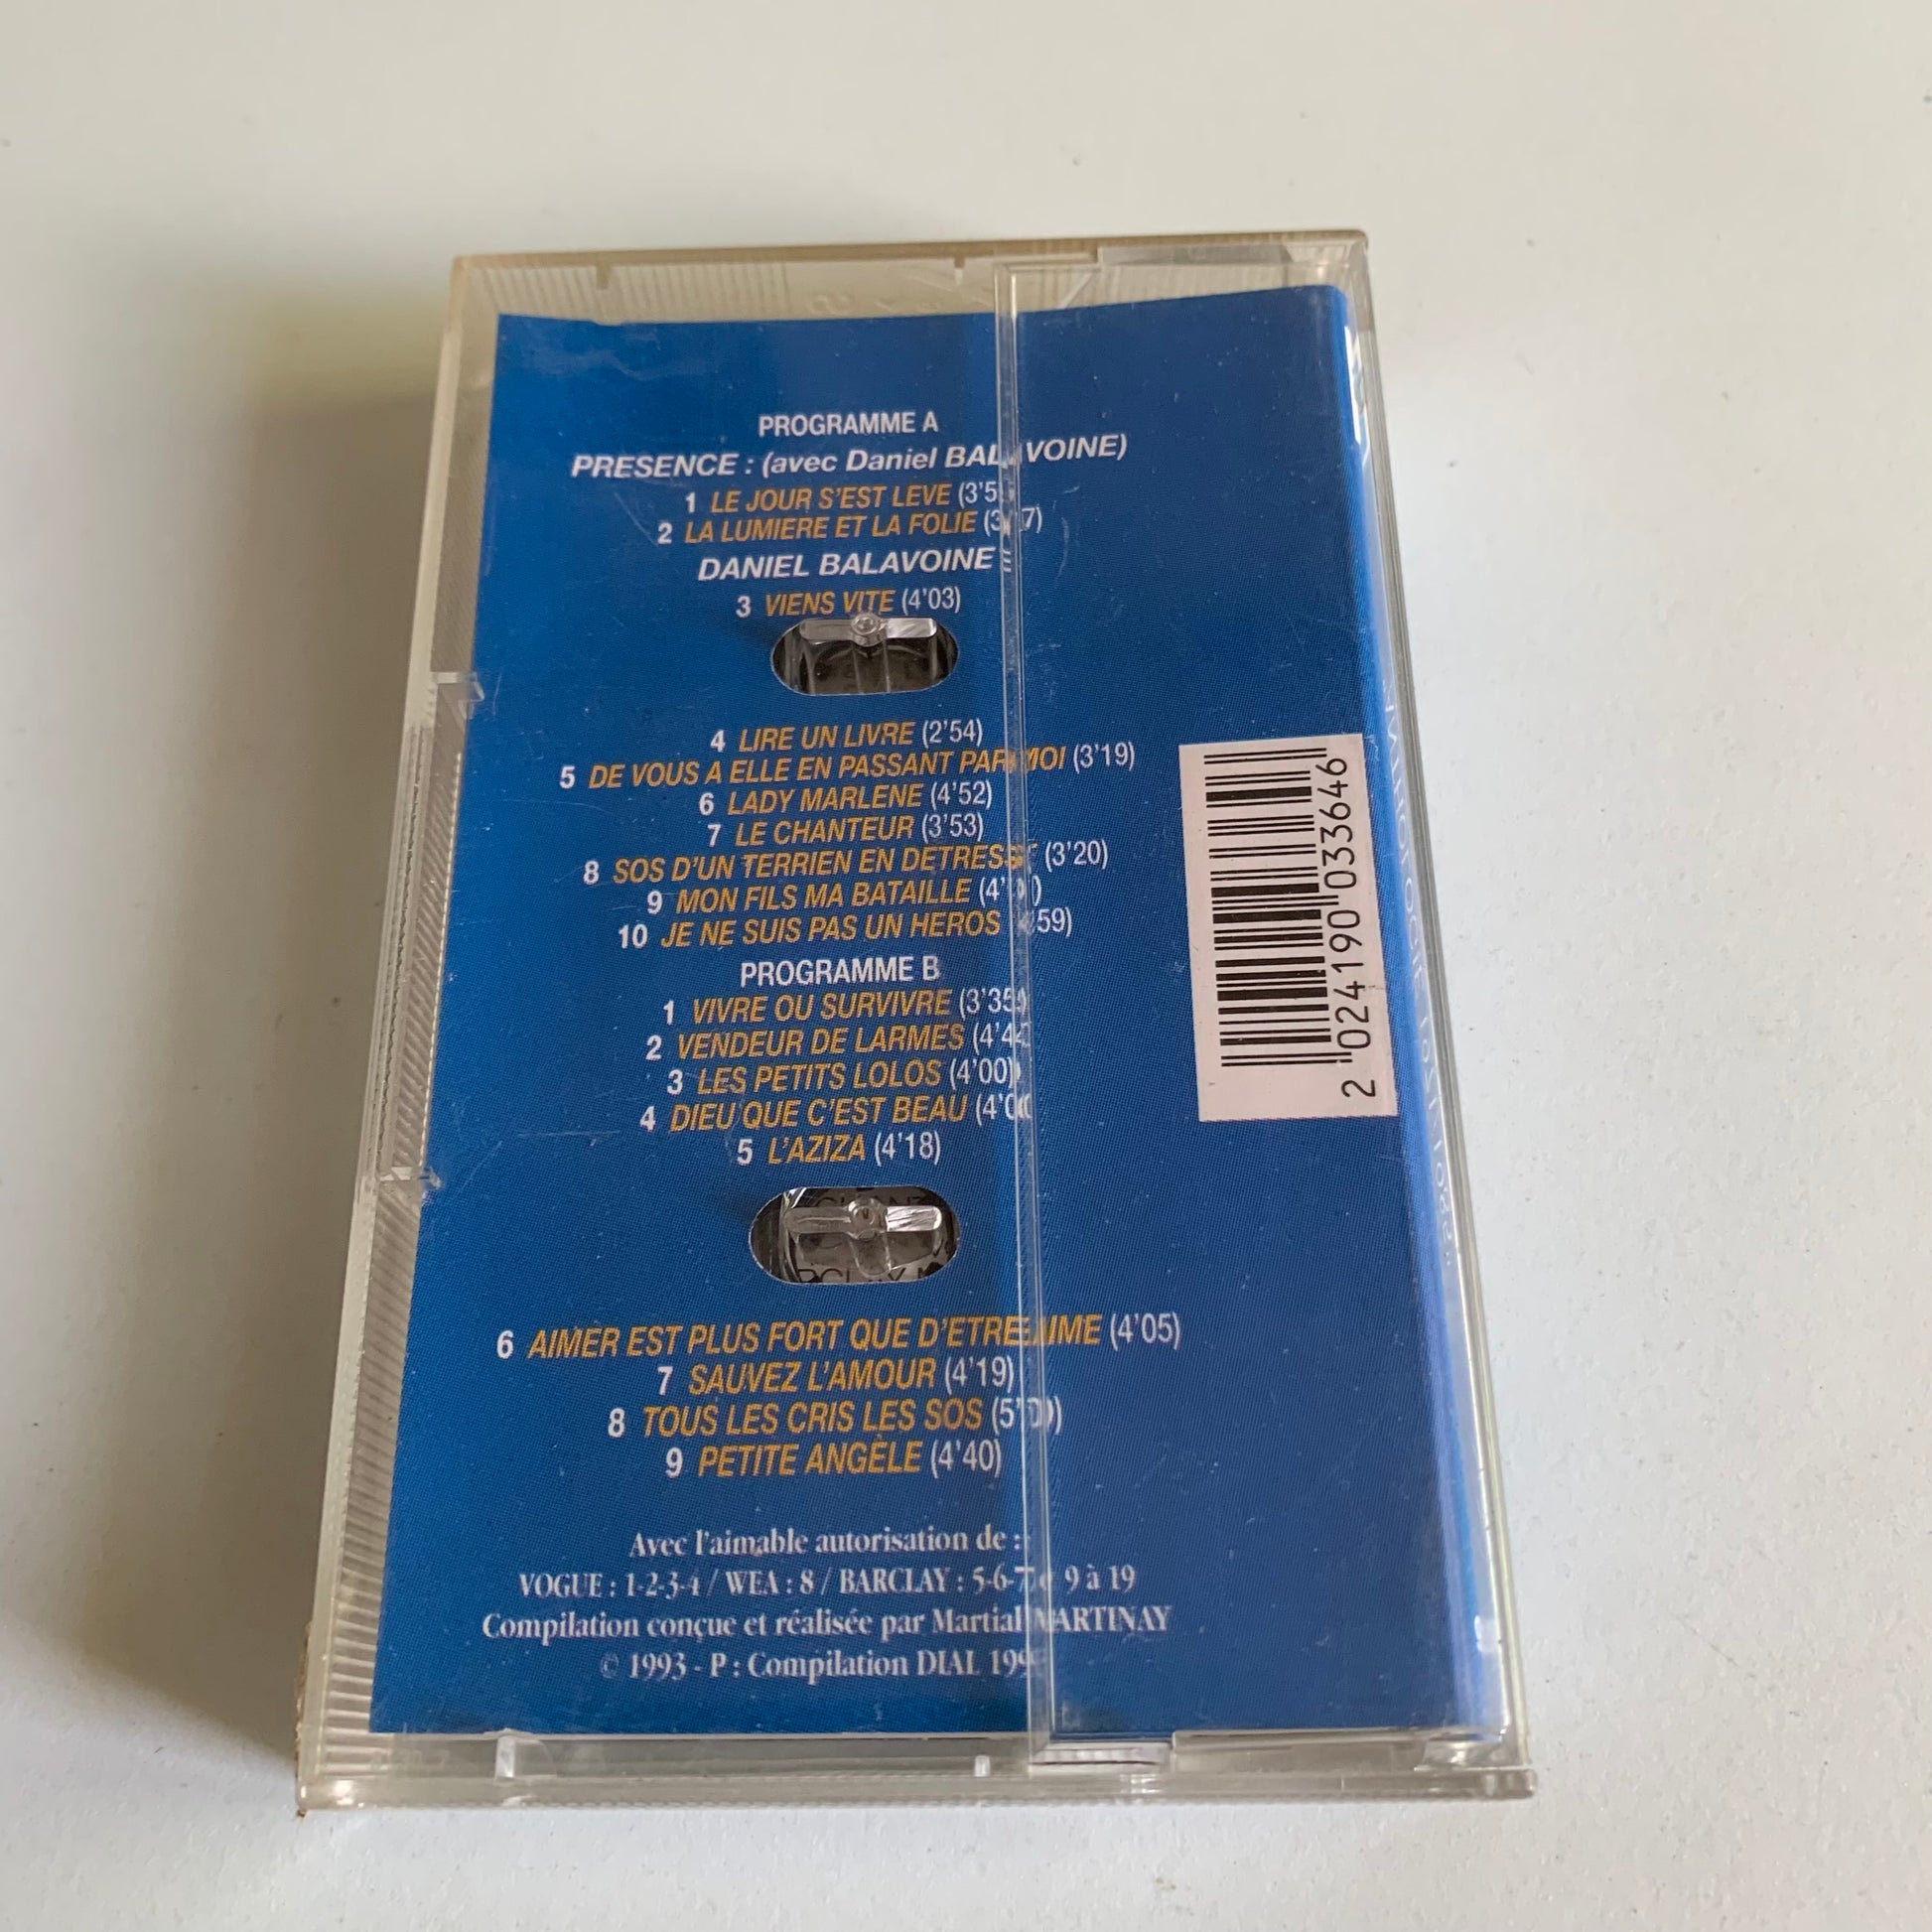 PROGRAMME A
PRESENCE : (avec Daniel BALAVOINE)
1 LE JOUR S'EST LEVE
2 LA LUMIERE ET LA FOLIE
DANIEL BALAVOINE
3 VIENS VITE (4'03)
4 LIRE UN LIVRE (2'54)
5 DE VOUS A ELLE EN PASSANT PAR MOI (3'19)
6 LADY MARLENE (4'52)
7 LE CHANTEUR (3'53)
8 SOS D'UN TERRIEN EN DETRESSE (3'20)
9 MON FILS MA BATAILLE
10 JE NE SUIS PAS UN HEROS
PROGRAMME B
1 VIVRE OU SURVIVRE (3'35)
2 VENDEUR DE LARMES
3 LES PETITS LOLOS (4'00)
4 DIEU QUE C'EST BEAU
5 L'AZIZA (4'18)
6 AIMER EST PLUS FORT QUE D'ETRE AIME (4'05)
7 SAUVEZ L'AMOUR (4'19)
8 TOUS LES CRIS LES SOS
9 PETITE ANGÈLE (4'40)
Avec l'aimable autorisation de :
VOGUE : 1-2-3-4 / WEA : 8 / BARCLAY : 5-6-7 9 à 19
Compilation conçue et réalisée par Martial MARTINAY
© 1993 - P : Compilation DIAL
2 024190 033646